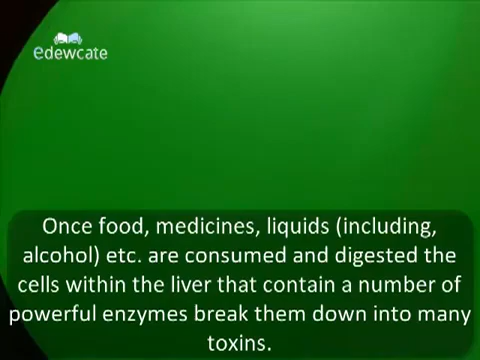 edewcate
Once food, medicines, liquids (including,
alcohol) etc. are consumed and digested the
cells within the liver that contain a number of
powerful enzymes break them down into many
toxins.